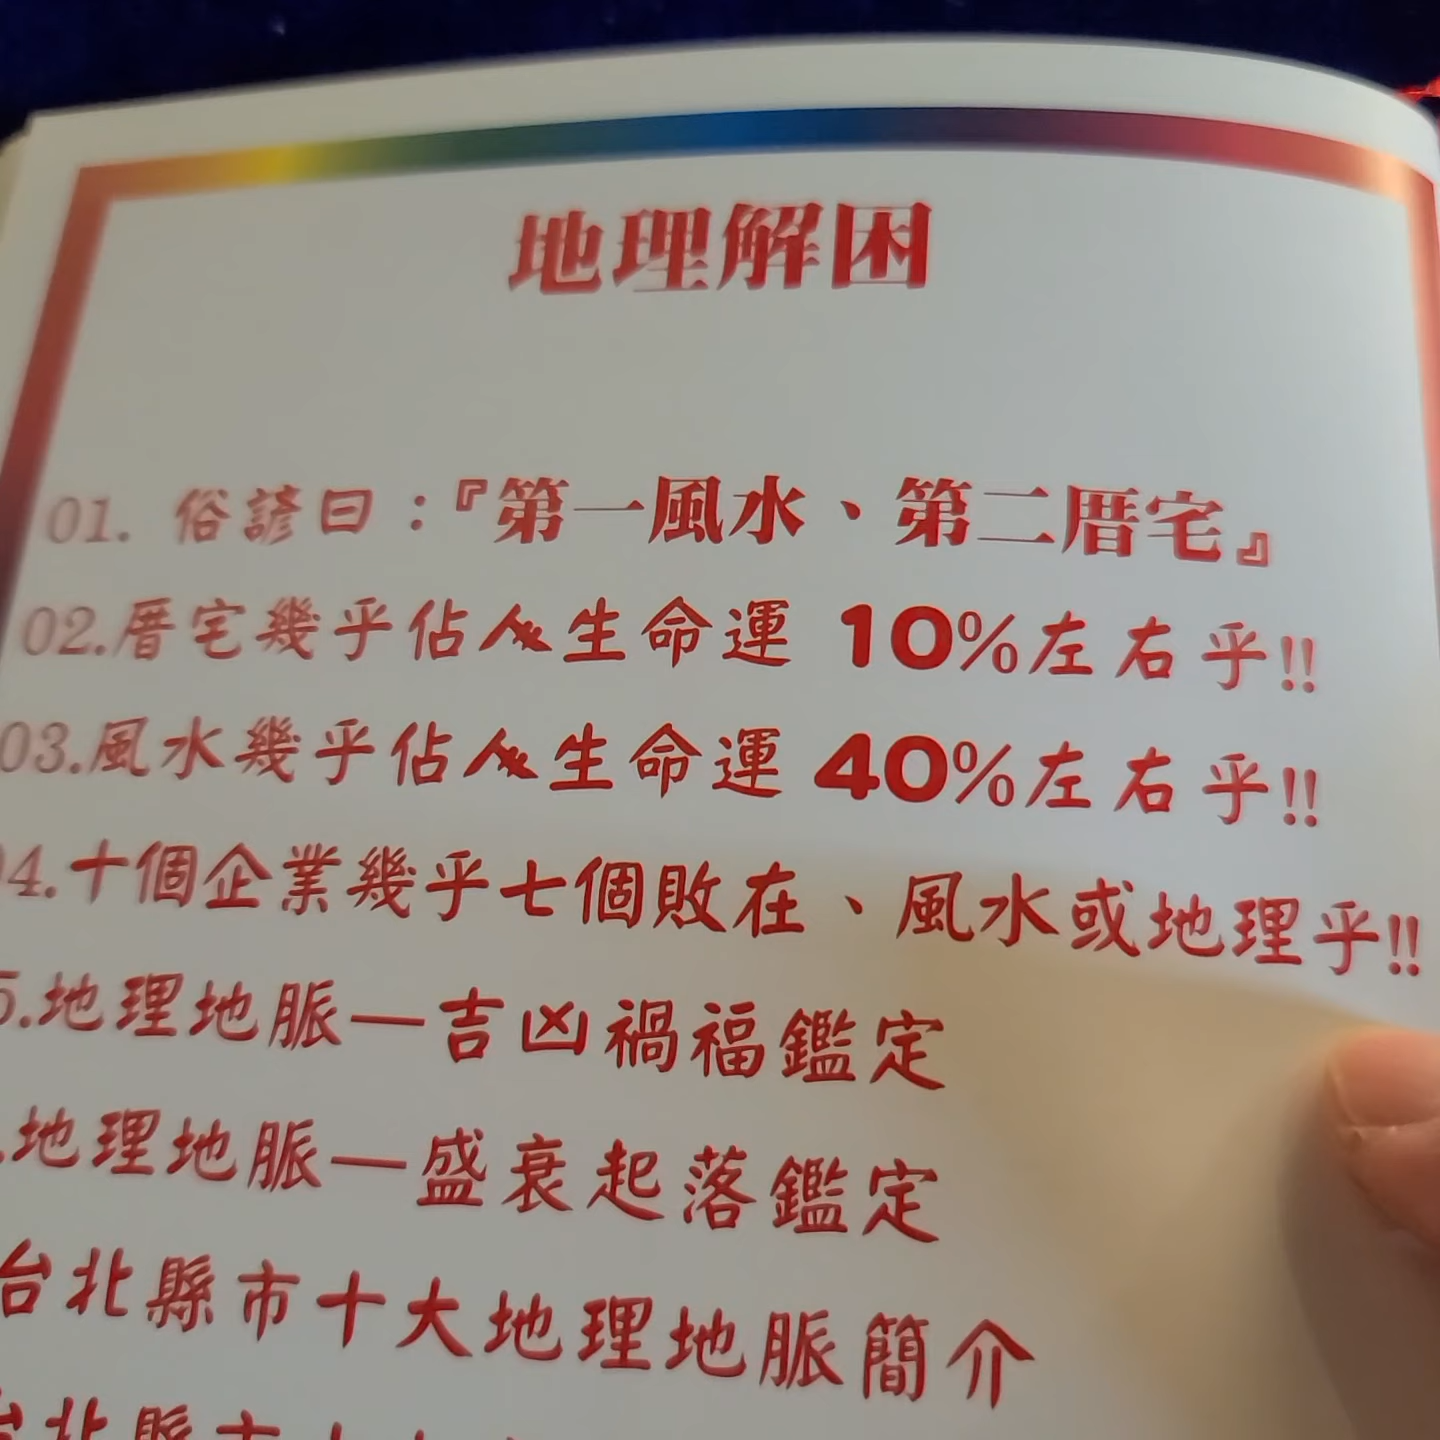 地理解困
01. 俗諺曰：『第一風水、第二厝宅』
02.厝宅幾乎佔人生命運 10%左右乎!!
03.風水幾乎佔人生命運 40%左右乎!!
4.十個企業幾乎七個敗在、風水或地理乎!!
5.地理地脈—吉凶禍福鑑定
.地理地脈—盛衰起落鑑定
台北縣市十大地理地脈簡介
台北縣市